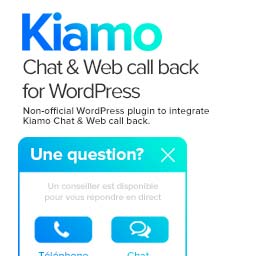 Kiamo
Chat & Web call back
for WordPress
Non-official WordPress plugin to integrate
Kiamo Chat & Web call back.
Une question?
Un conseiller est disponible
pour vous répondre en direct
Téléphone
Chat